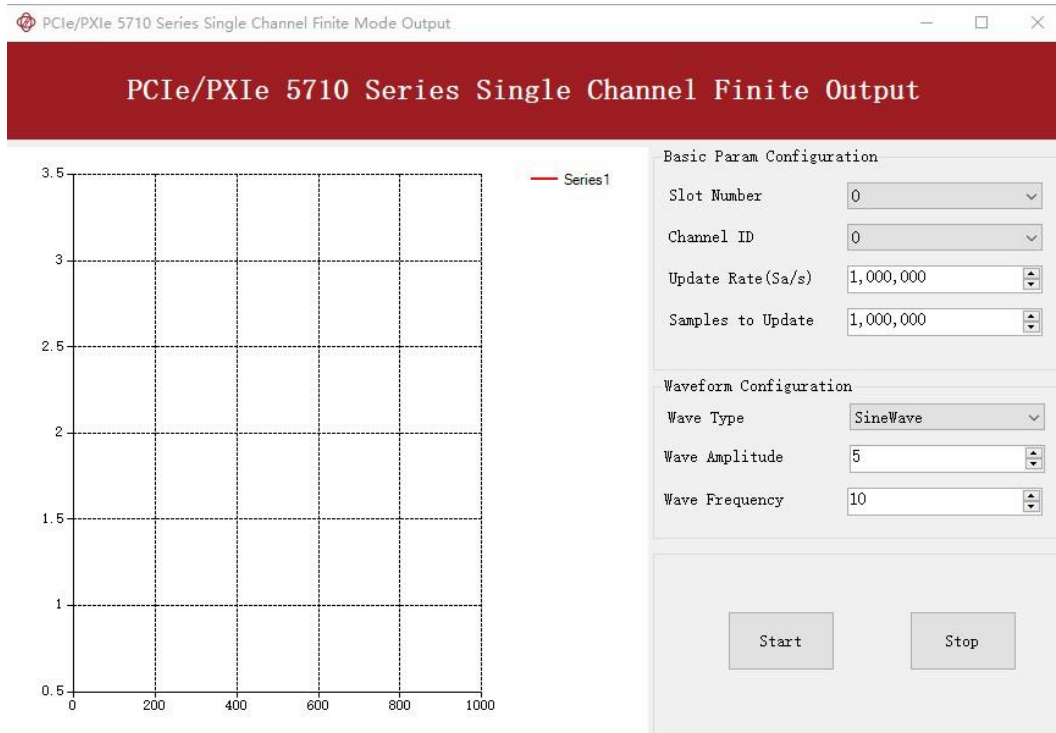 PCIe/PXIe 5710 Series Single Channel Finite Mode Output
PCIe/PXIe 5710 Series Single Channel Finite Output
3.5
3
2.5
2
1.5
1
0.5
0 200 400 600 800 1000
Series1
Basic Param Configuration
Slot Number 0
Channel ID 0
Update Rate(Sa/s) 1,000,000
Samples to Update 1,000,000
Waveform Configuration
Wave Type SineWave
Wave Amplitude 5
Wave Frequency 10
Start Stop